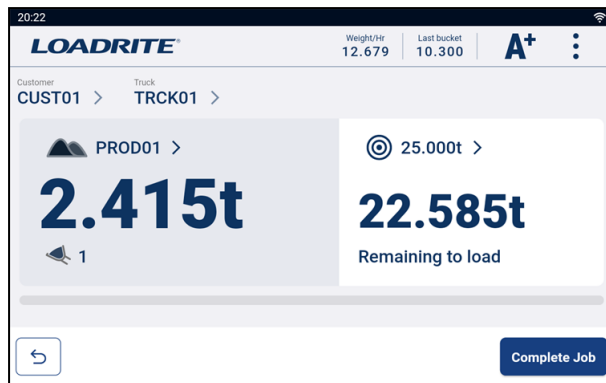 20:22
LOADRITE
Weight/Hr
12.679
Last bucket
10.300
A+
Customer
CUST01 >
Truck
TRCK01 >
PROD01 >
2.415t
1
25.000t >
22.585t
Remaining to load
Complete Job